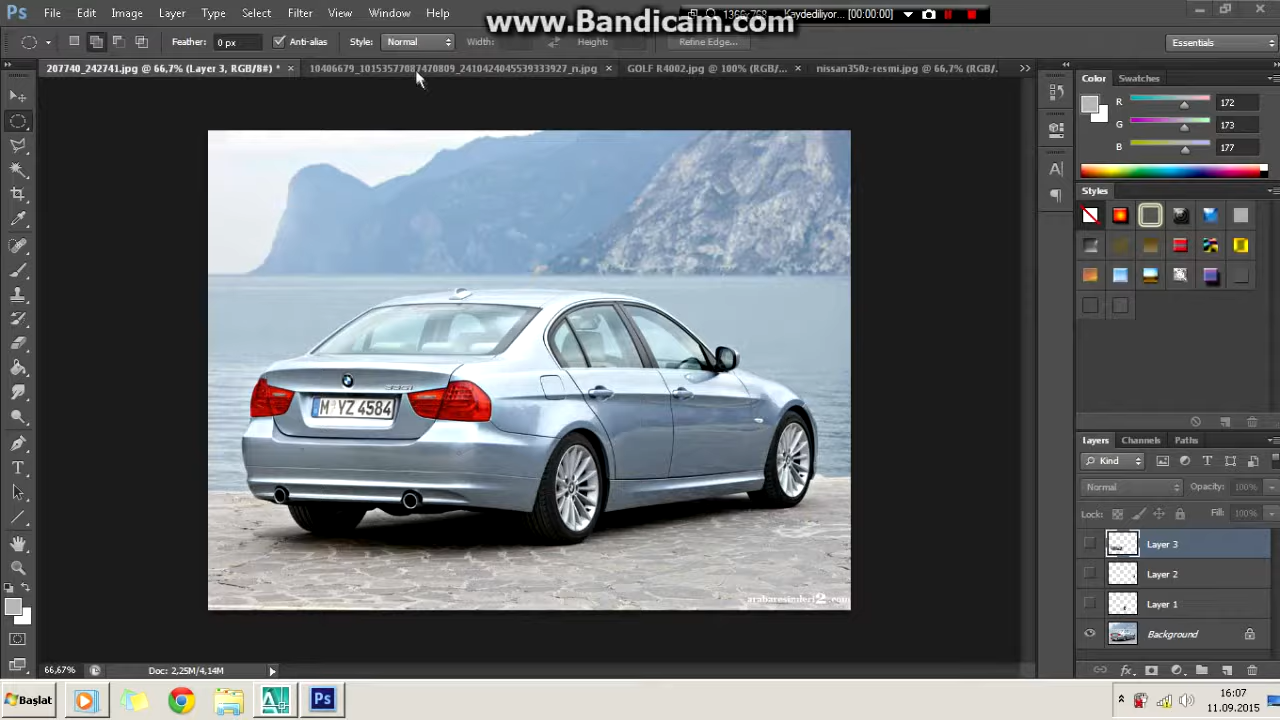 www.Bandicam.com
1366x768 Kaydediliyor... [00:00:00]
Ps File Edit Image Layer Type Select Filter View Window Help
Feather: 0 px Anti-alias Style: Normal Width: Height: Refine Edge... Essentials
207740_242741.jpg @ 66,7% (Layer 3, RGB/8#) * × 10406679_10153577087470809_2410424045539333927_n.jpg × GOLF R4002.jpg @ 100% (RGB/... × nissan350z-resmi.jpg @ 66,7% (RGB/.
Color Swatches
R 172
G 173
B 177
Styles
M YZ 4584
arabaresimleri2.com
Layers Channels Paths
Kind
Normal Opacity: 100%
Lock: Fill: 100%
Layer 3
Layer 2
Layer 1
Background
66,67% Doc: 2,25M/4,14M
Başlat Ps
16:07
11.09.2015